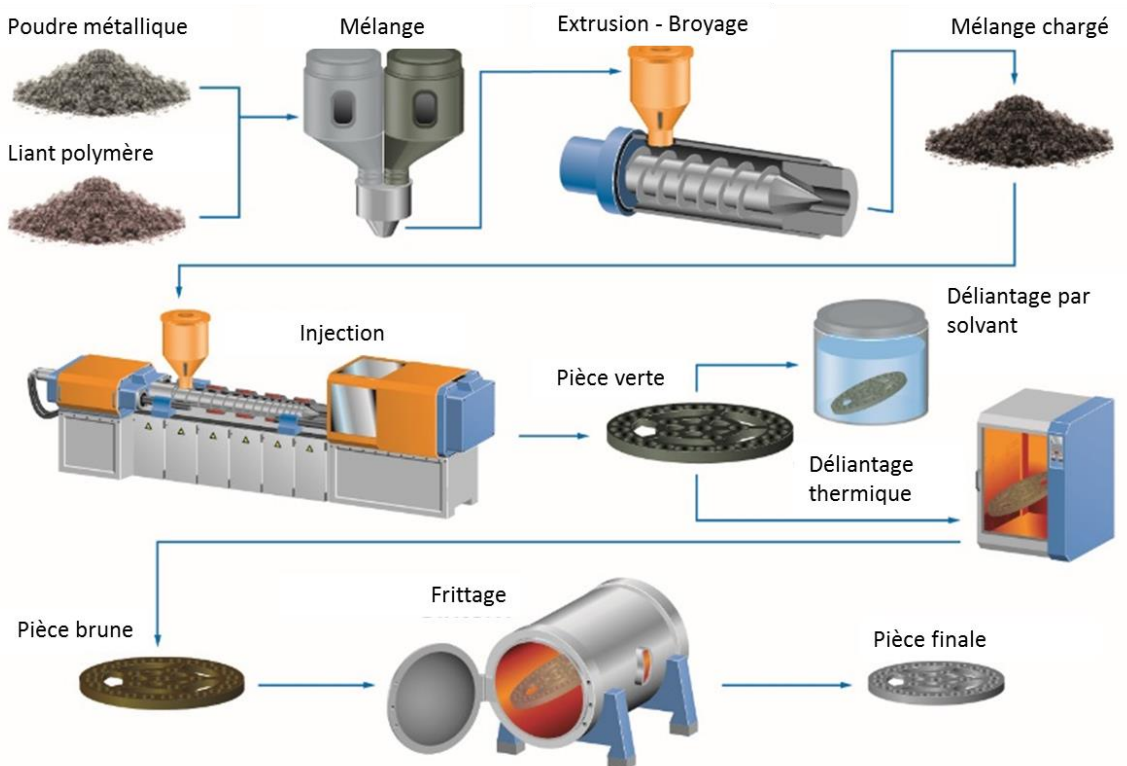 Poudre métallique
Mélange
Extrusion - Broyage
Mélange chargé
Liant polymère
Injection
Déliantage par
solvant
Pièce verte
Déliantage
thermique
Pièce brune
Frittage
Pièce finale